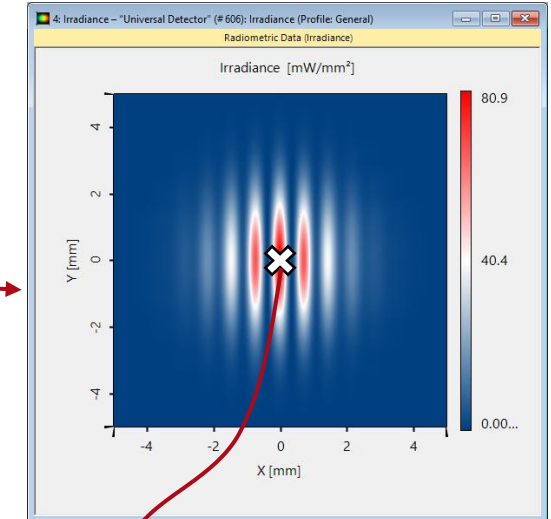 4: Irradiance – "Universal Detector" (# 606): Irradiance (Profile: General)
Radiometric Data (Irradiance)
Irradiance [mW/mm²]
80.9
40.4
0.00...
Y [mm]
4
2
0
-2
-4
-4 -2 0 2 4
X [mm]